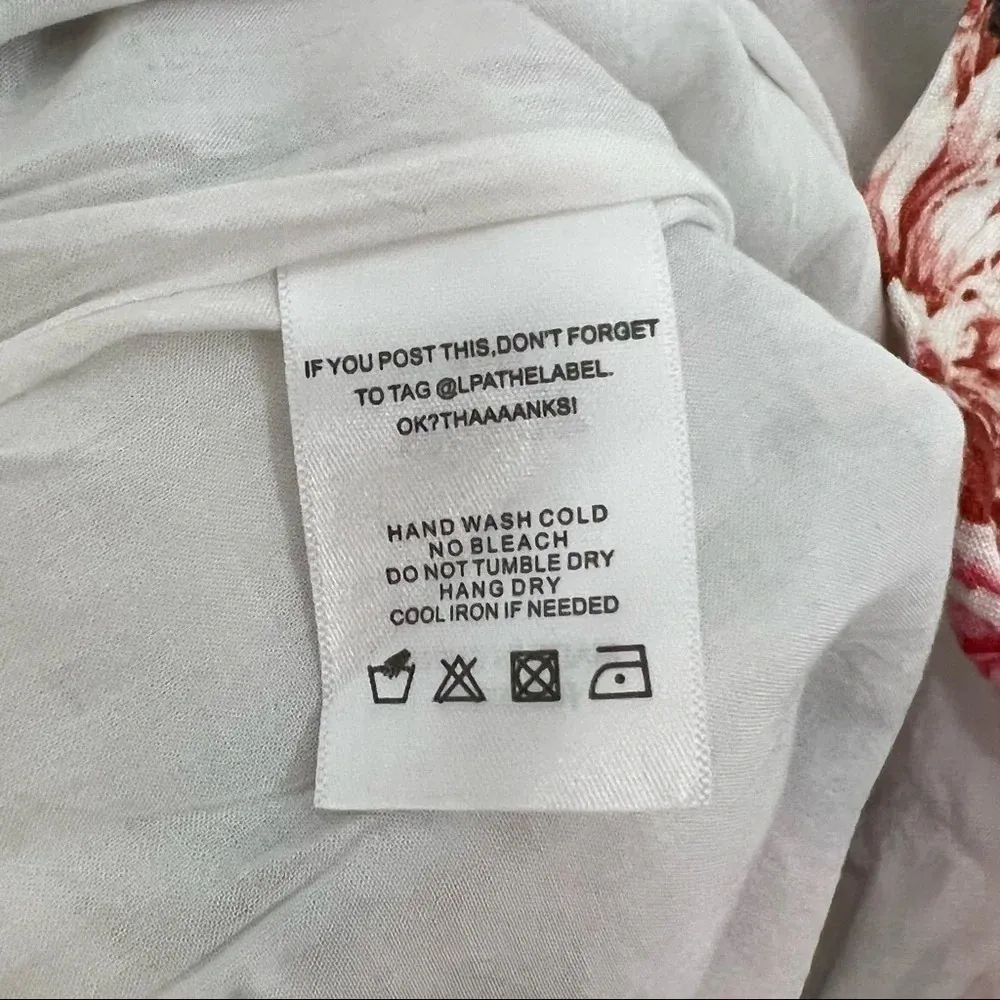 IF YOU POST THIS,DON'T FORGET
TO TAG @LPATHELABEL.
OK?THAAAANKS!
HAND WASH COLD
NO BLEACH
DO NOT TUMBLE DRY
HANG DRY
COOL IRON IF NEEDED